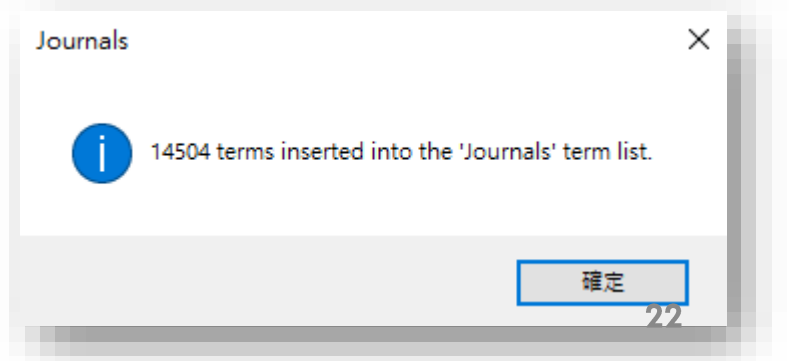 Journals
14504 terms inserted into the 'Journals' term list.
確定
22